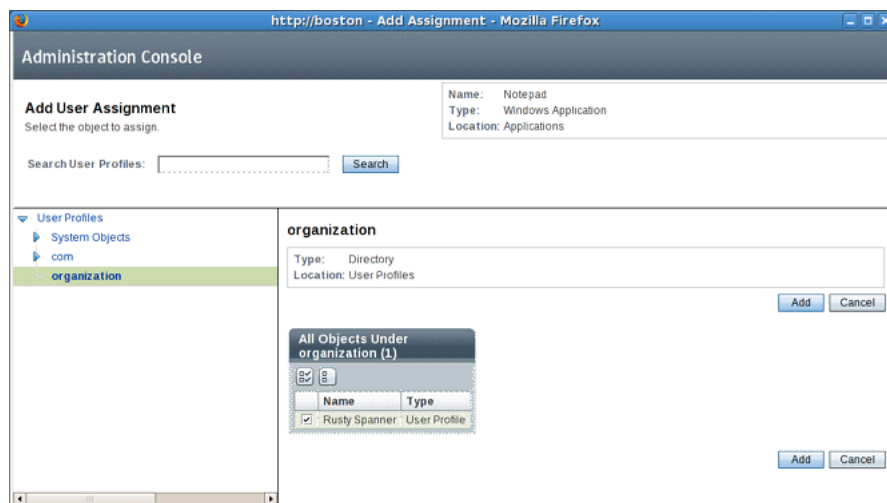 http://boston - Add Assignment - Mozilla Firefox
Administration Console
Add User Assignment
Select the object to assign.
Name: Notepad
Type: Windows Application
Location: Applications
Search User Profiles: Search
User Profiles
System Objects
com
organization
organization
Type: Directory
Location: User Profiles
Add Cancel
All Objects Under
organization (1)
Name Type
Rusty Spanner User Profile
Add Cancel